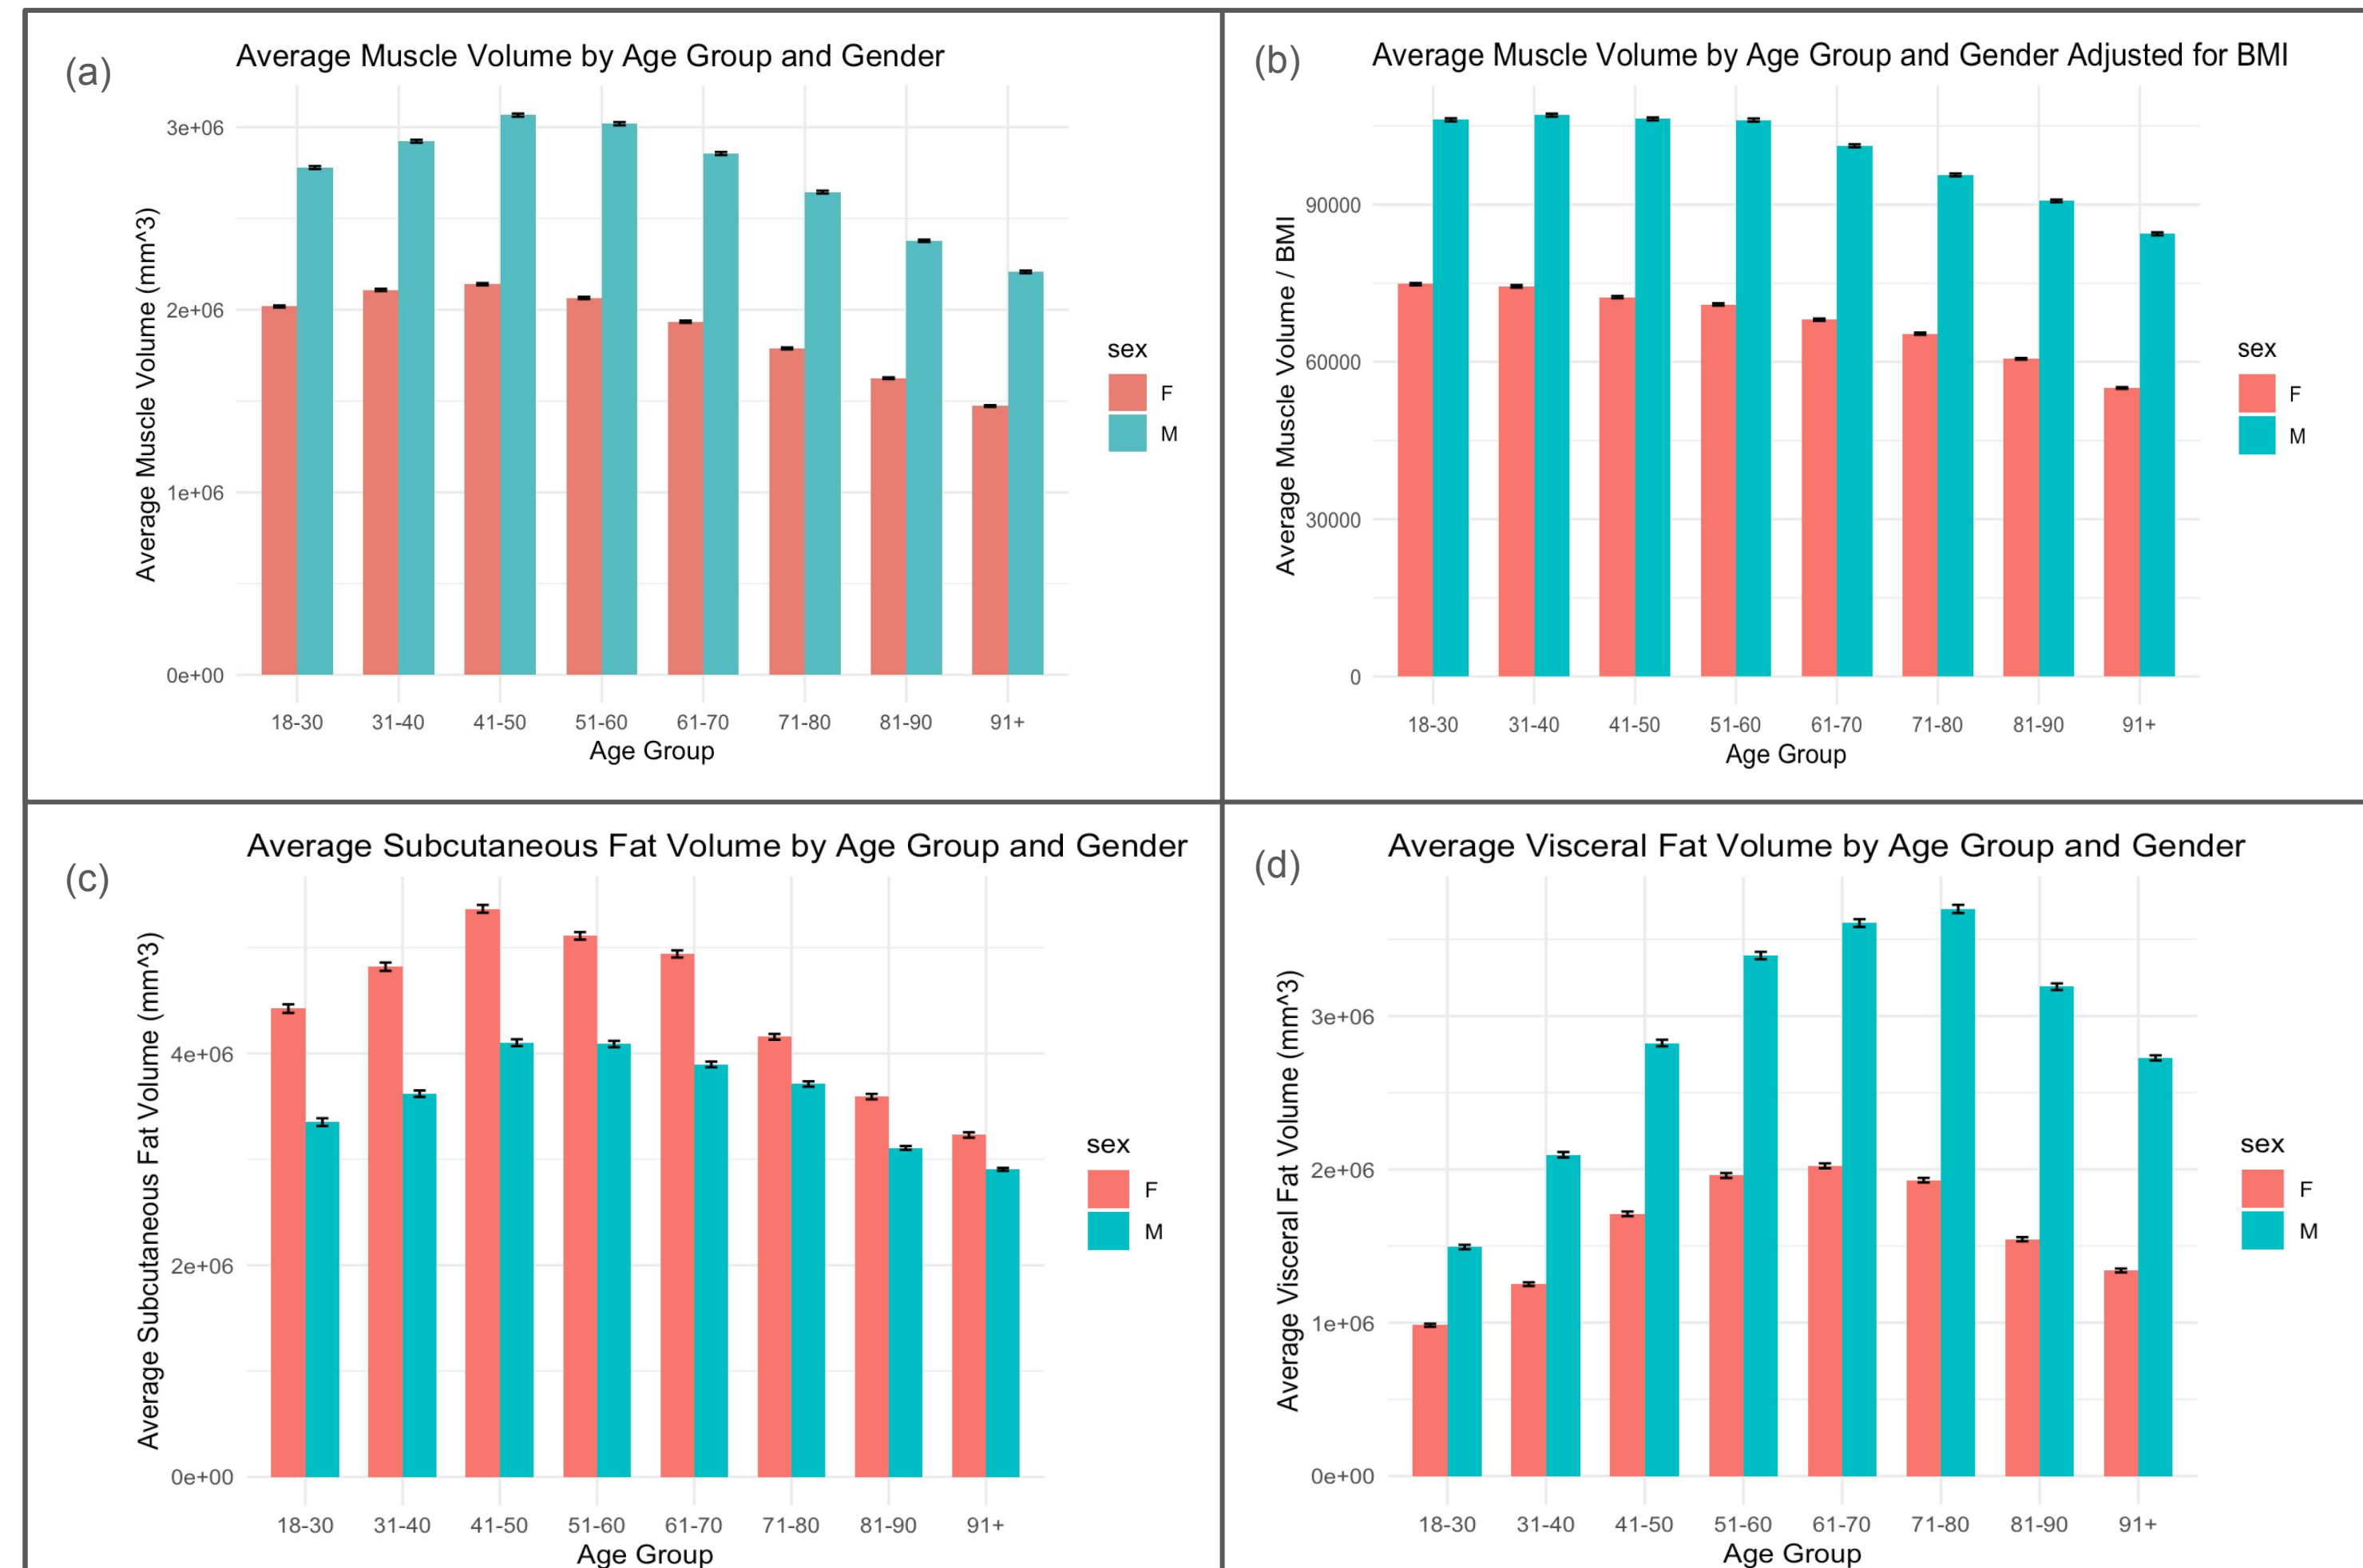 (a)
Average Muscle Volume by Age Group and Gender
Average Muscle Volume (mm^3)
3e+06
2e+06
1e+06
0e+00
18-30 31-40 41-50 51-60 61-70 71-80 81-90 91+
Age Group
sex
F
M
(b)
Average Muscle Volume by Age Group and Gender Adjusted for BMI
Average Muscle Volume / BMI
90000
60000
30000
0
18-30 31-40 41-50 51-60 61-70 71-80 81-90 91+
Age Group
sex
F
M
(c)
Average Subcutaneous Fat Volume by Age Group and Gender
Average Subcutaneous Fat Volume (mm^3)
4e+06
2e+06
0e+00
18-30 31-40 41-50 51-60 61-70 71-80 81-90 91+
Age Group
sex
F
M
(d)
Average Visceral Fat Volume by Age Group and Gender
Average Visceral Fat Volume (mm^3)
3e+06
2e+06
1e+06
0e+00
18-30 31-40 41-50 51-60 61-70 71-80 81-90 91+
Age Group
sex
F
M